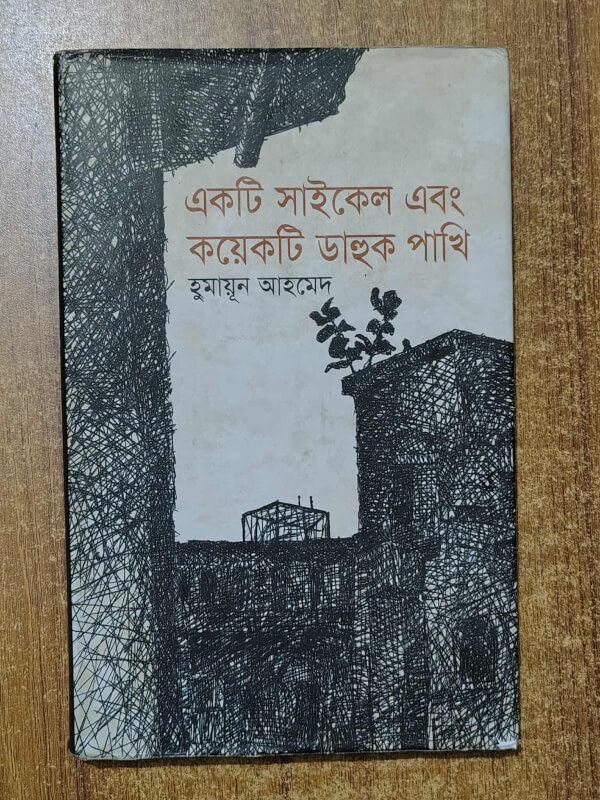 একটি সাইকেল এবং
কয়েকটি ডাহুক পাখি
হুমায়ূন আহমেদ